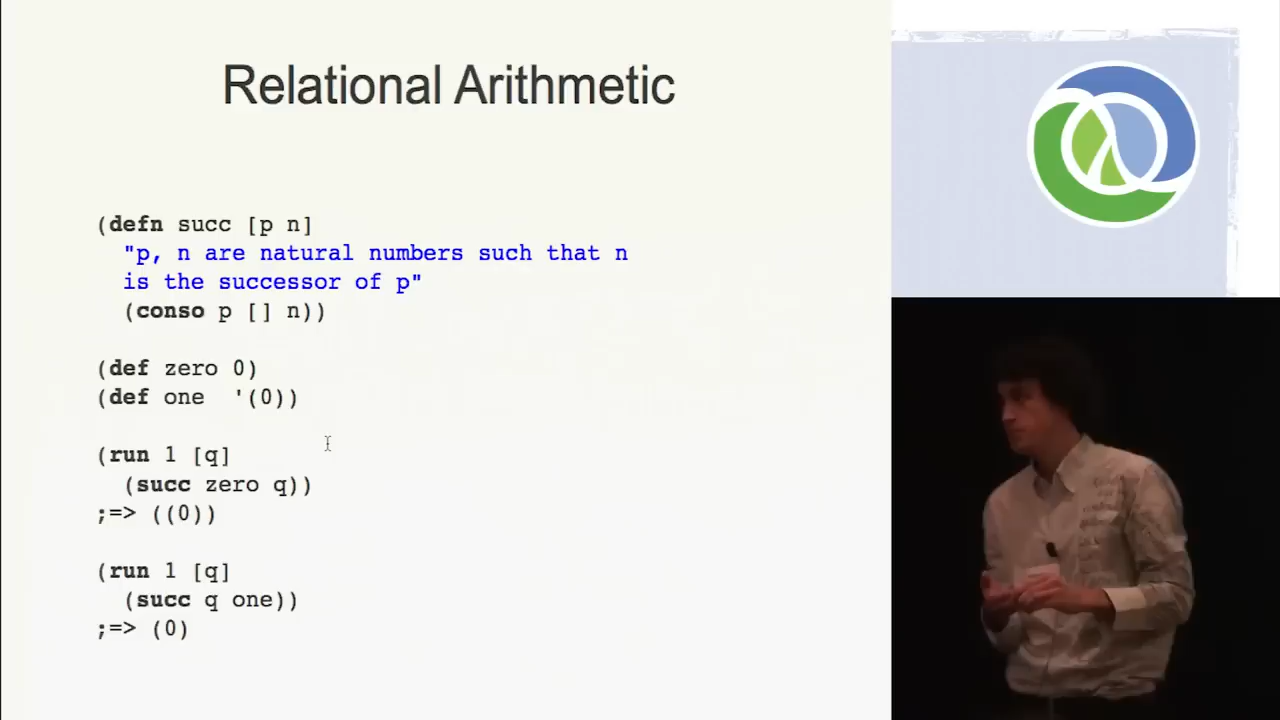 Relational Arithmetic
(defn succ [p n]
"p, n are natural numbers such that n
is the successor of p"
(conso p [] n))
(def zero 0)
(def one '(0))
(run 1 [q]
(succ zero q))
;=> ((0))
(run 1 [q]
(succ q one))
;=> (0)